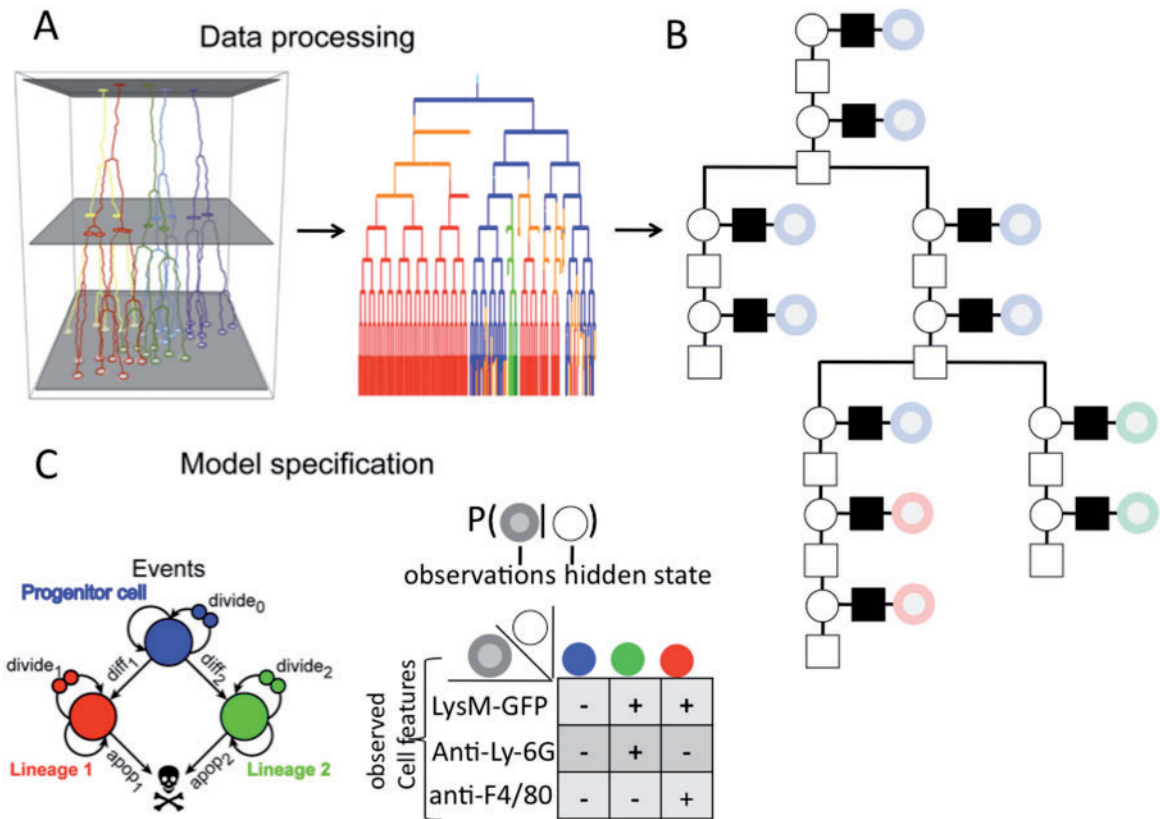 A
Data processing
B
C
Model specification
P( | )
observations hidden state
Events
Progenitor cell
divide0
diff1
diff2
divide1
divide2
Lineage 1
apop1
apop2
Lineage 2
observed
Cell features
LysM-GFP - + +
Anti-Ly-6G - + -
anti-F4/80 - - +